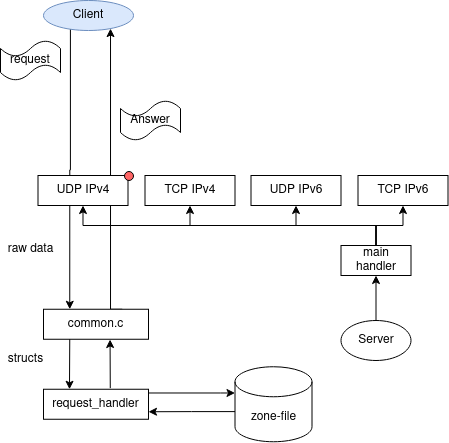 Client
request
Answer
UDP IPv4
TCP IPv4
UDP IPv6
TCP IPv6
raw data
main
handler
common.c
Server
structs
request_handler
zone-file